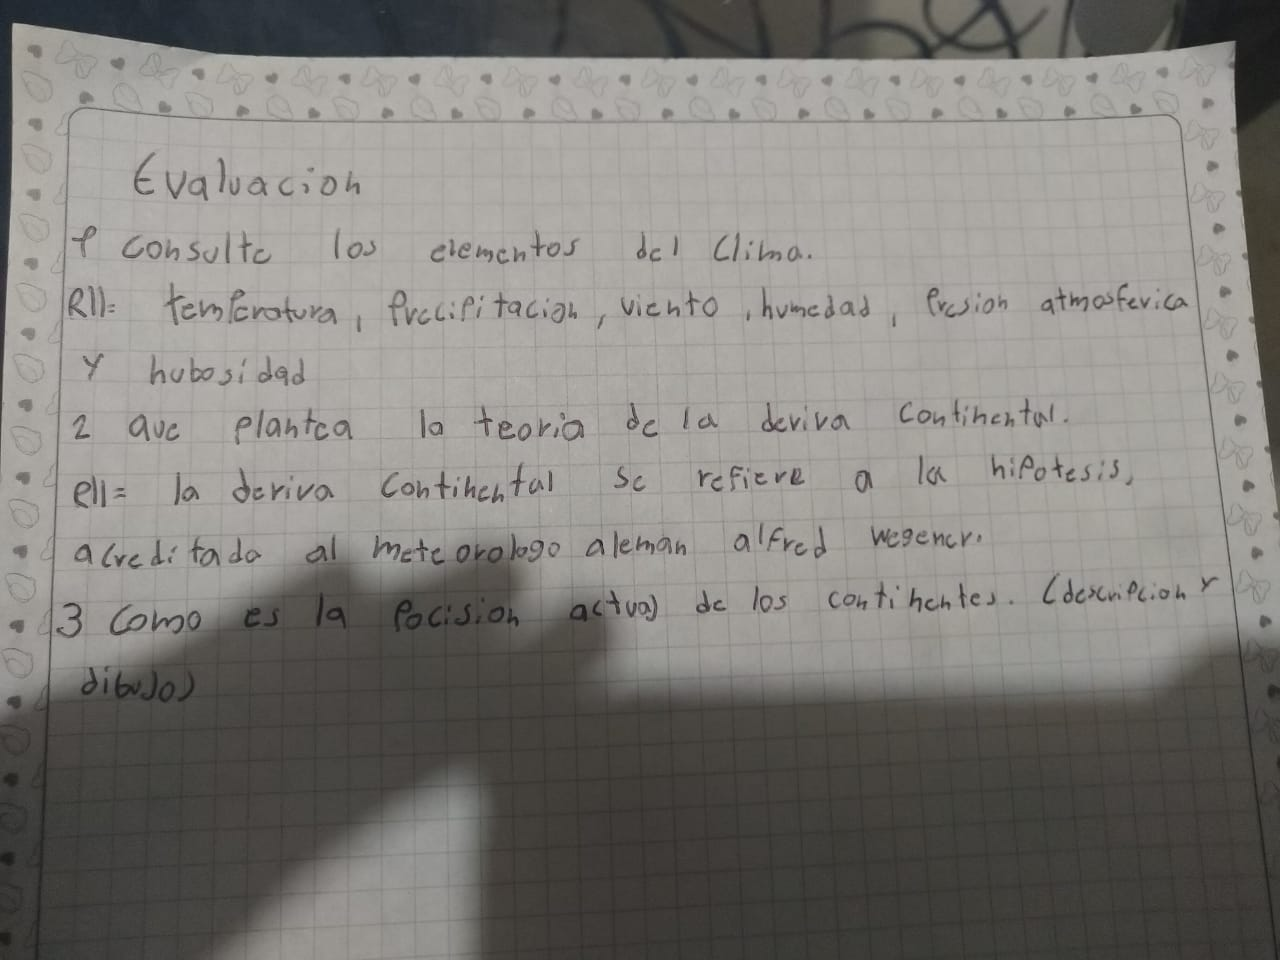 Evaluacion
1 consulte los elementos del clima.
R//= temperatura, precipitacion, viento, humedad, presion atmosferica
y nubosidad
2 que plantea la teoria de la deriva continental.
R//= la deriva continental se refiere a la hipotesis,
acreditada al meteorologo aleman alfred wegener.
3 Como es la pocision actual de los continentes. (descripcion y
dibujo)